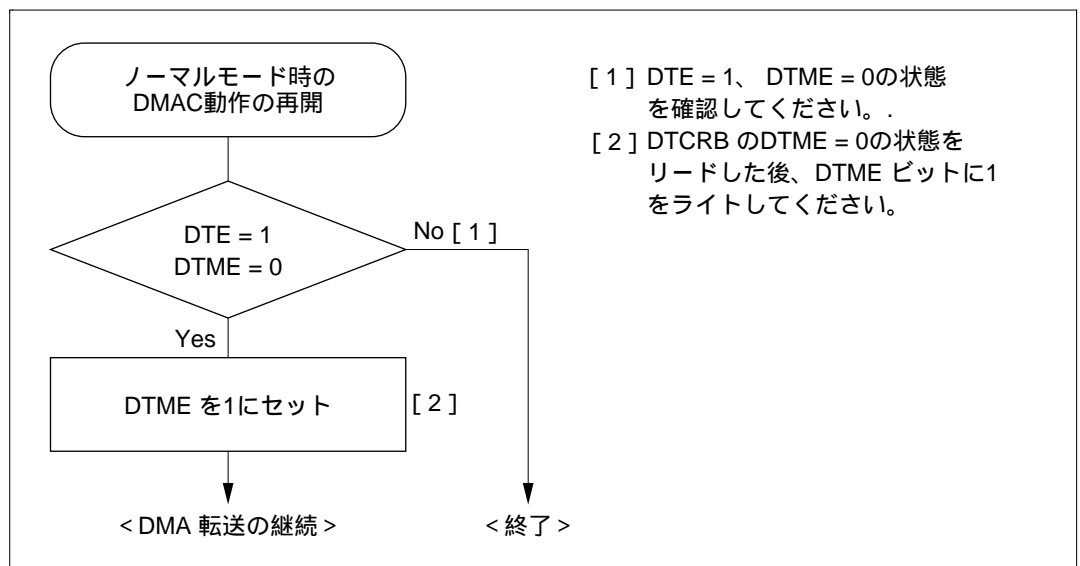 ノーマルモード時の
DMAC動作の再開
DTE = 1
DTME = 0
No [ 1 ]
Yes
DTME を1にセット
[ 2 ]
< DMA 転送の継続 >
< 終了 >
[ 1 ] DTE = 1、 DTME = 0の状態
を確認してください。.
[ 2 ] DTCRB のDTME = 0の状態を
リードした後、DTME ビットに1
をライトしてください。